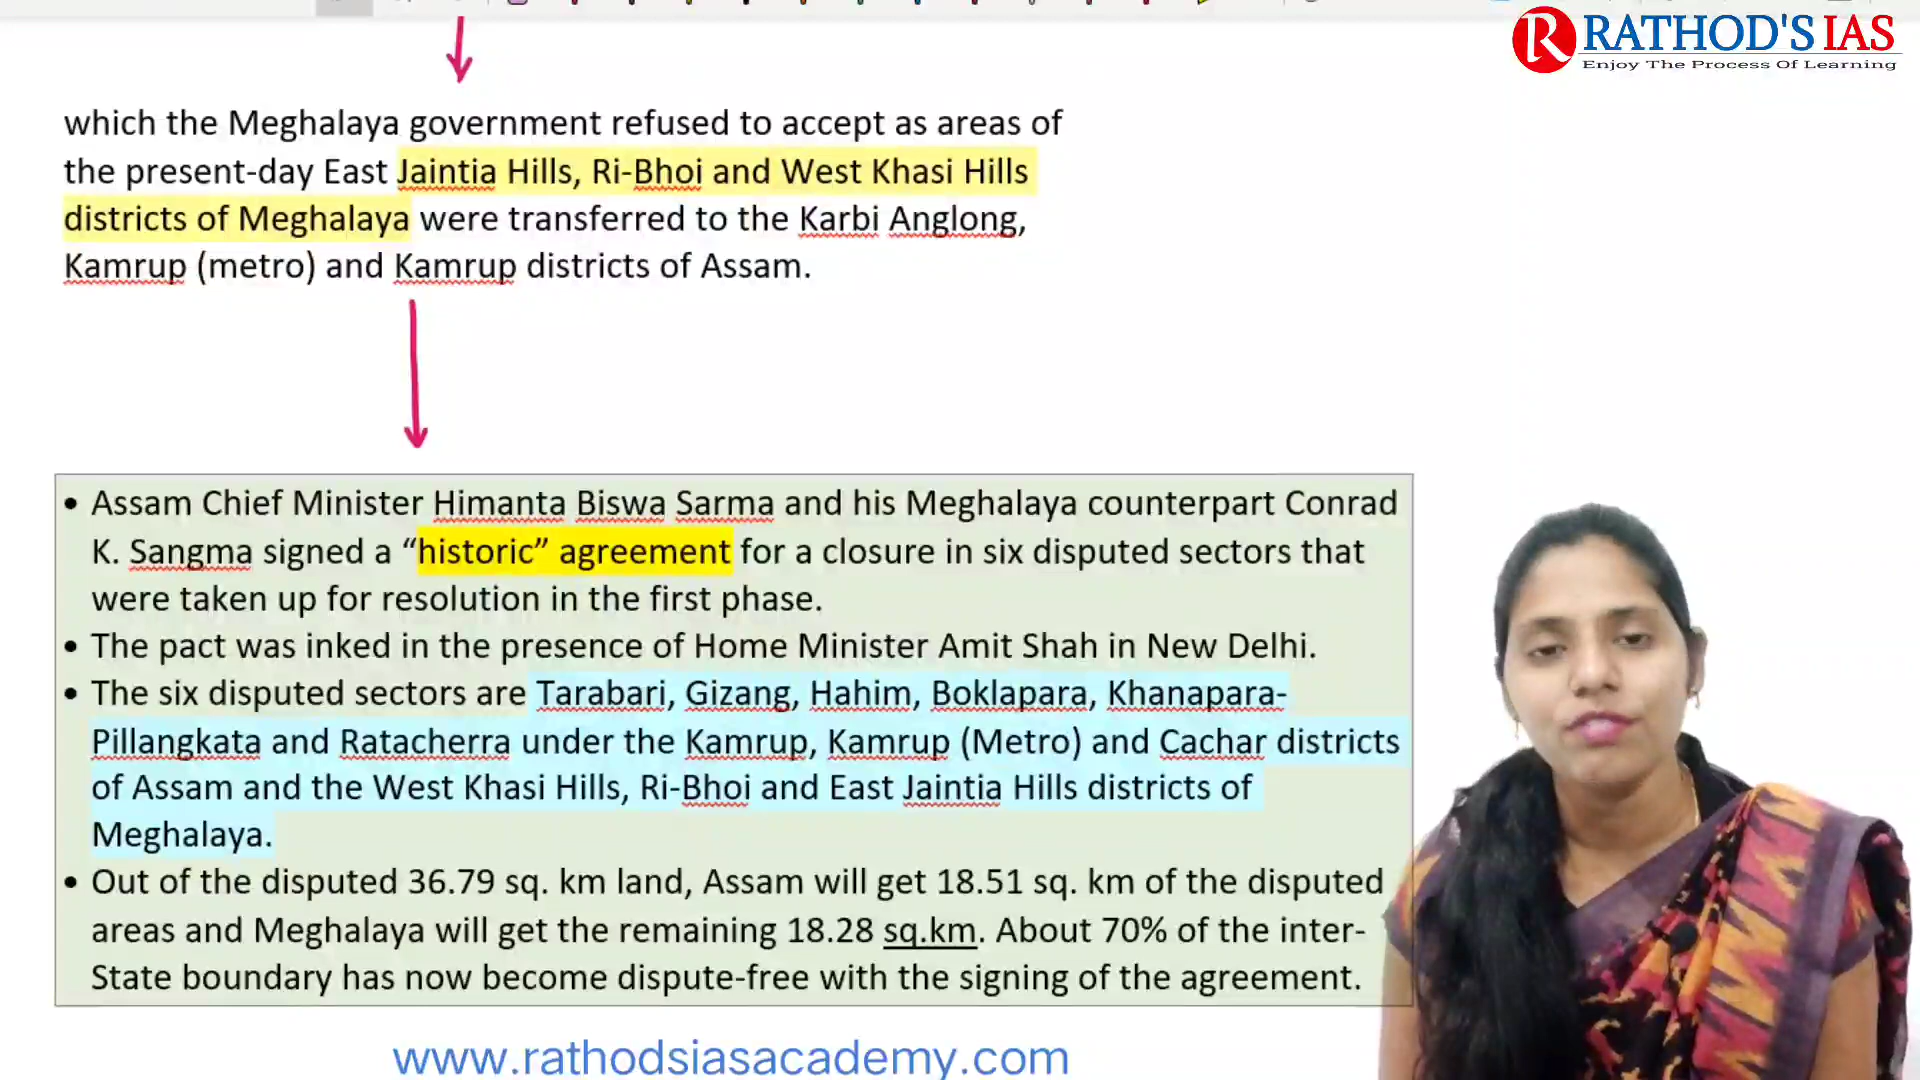 RATHOD'S IAS
Enjoy The Process Of Learning
which the Meghalaya government refused to accept as areas of
the present-day East Jaintia Hills, Ri-Bhoi and West Khasi Hills
districts of Meghalaya were transferred to the Karbi Anglong,
Kamrup (metro) and Kamrup districts of Assam.
• Assam Chief Minister Himanta Biswa Sarma and his Meghalaya counterpart Conrad
K. Sangma signed a “historic” agreement for a closure in six disputed sectors that
were taken up for resolution in the first phase.
• The pact was inked in the presence of Home Minister Amit Shah in New Delhi.
• The six disputed sectors are Tarabari, Gizang, Hahim, Boklapara, Khanapara-
Pillangkata and Ratacherra under the Kamrup, Kamrup (Metro) and Cachar districts
of Assam and the West Khasi Hills, Ri-Bhoi and East Jaintia Hills districts of
Meghalaya.
• Out of the disputed 36.79 sq. km land, Assam will get 18.51 sq. km of the disputed
areas and Meghalaya will get the remaining 18.28 sq.km. About 70% of the inter-
State boundary has now become dispute-free with the signing of the agreement.
www.rathodsiasacademy.com